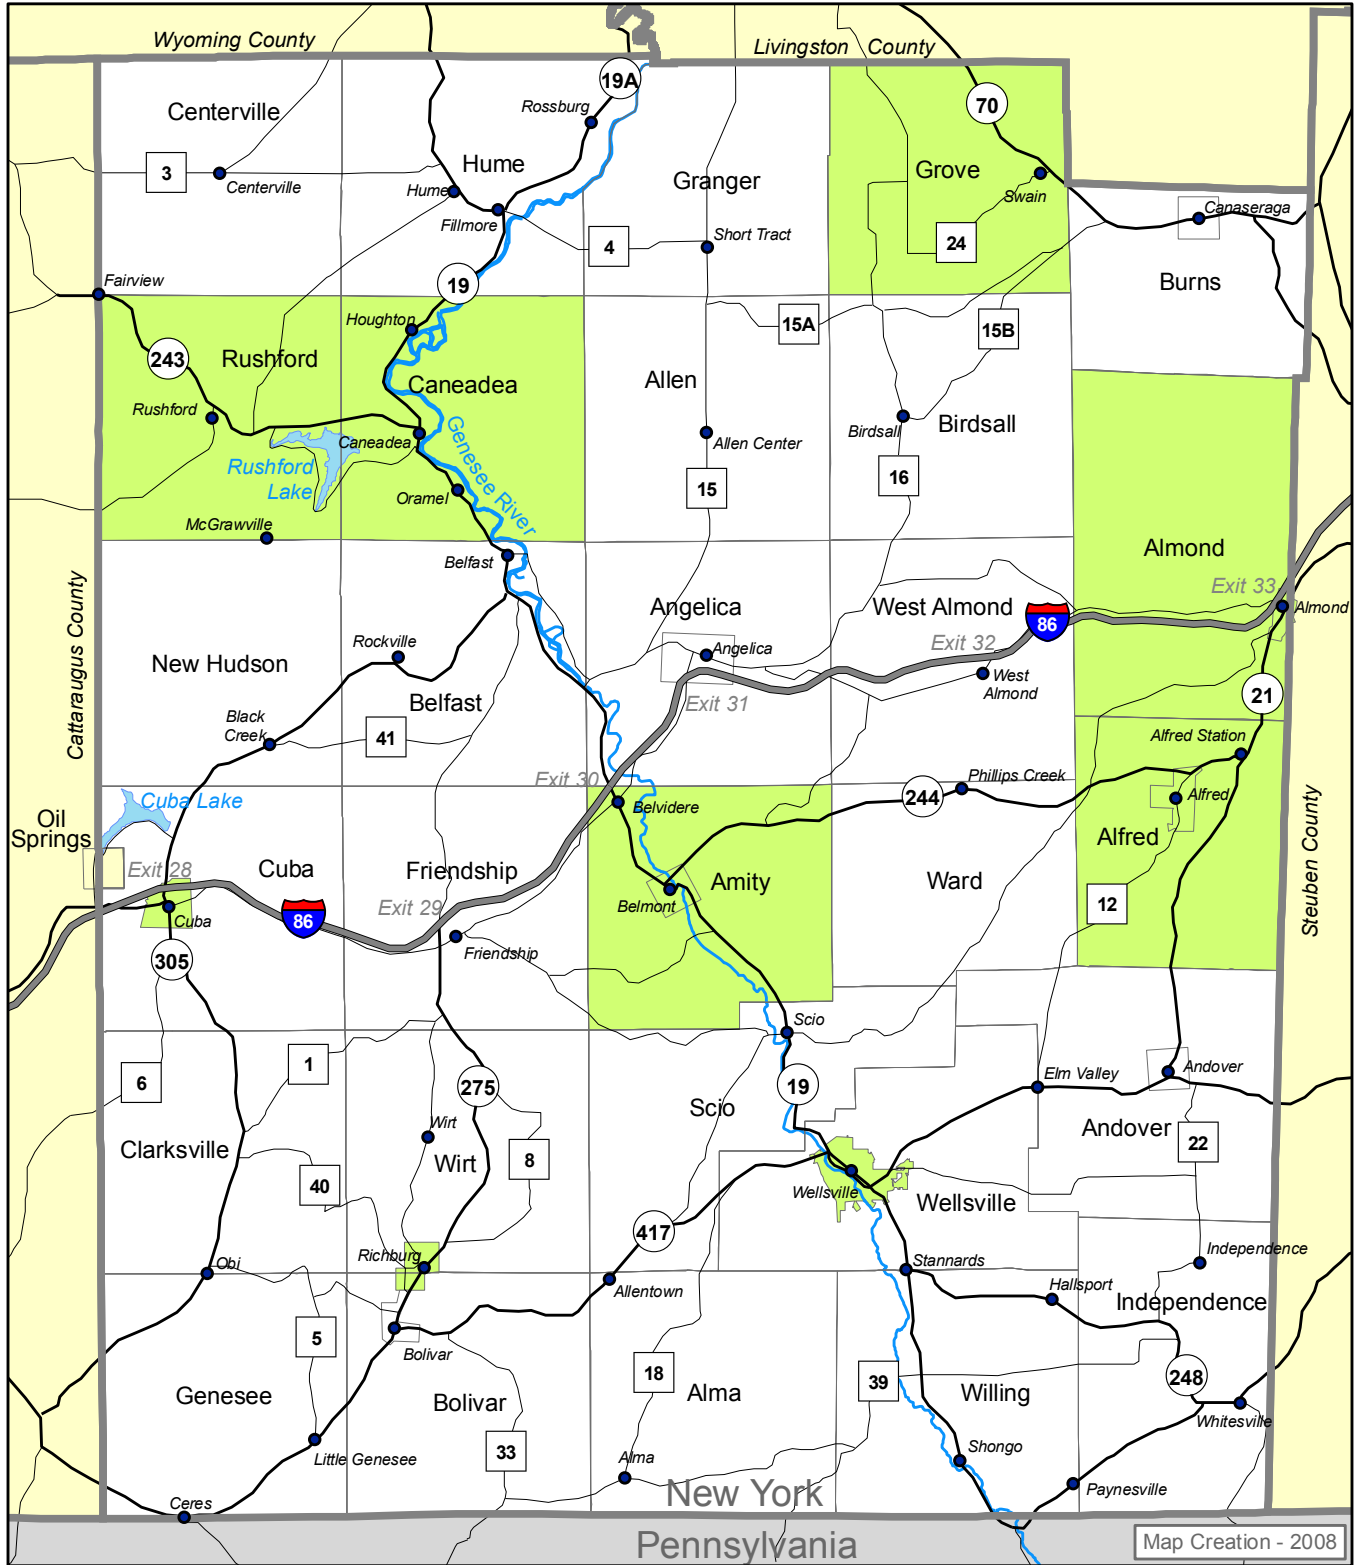 Wyoming County
Livingston County
19A
Rossburg
70
Centerville
Hume
Grove
3
Centerville
Hume
Granger
Swain
Fillmore
Canaseraga
4
Short Tract
24
Fairview
19
Burns
Houghton
15A
15B
243
Rushford
Caneadea
Allen
Rushford
Caneadea
Genesee River
Allen Center
Birdsall
Birdsall
Rushford
Lake
Oramel
15
16
McGrawville
Belfast
Almond
Cattaraugus County
Exit 33
Almond
Angelica
West Almond
86
Rockville
Angelica
Exit 32
New Hudson
West
Almond
Belfast
Exit 31
21
Black
Creek
41
Alfred Station
Exit 30
Phillips Creek
Cuba Lake
Belvidere
244
Alfred
Oil
Springs
Alfred
Exit 28
Cuba
Friendship
Amity
Ward
Steuben County
Cuba
86
Exit 29
Belmont
12
305
Friendship
Scio
1
6
275
19
Elm Valley
Andover
Scio
Wirt
Andover
Clarksville
Wirt
8
22
40
Wellsville
Wellsville
417
Richburg
Obi
Stannards
Independence
Allentown
Hallsport
Independence
5
Bolivar
18
39
248
Genesee
Bolivar
Alma
Willing
Whitesville
33
Little Genesee
Alma
Shongo
Paynesville
Ceres
New York
Pennsylvania
Map Creation - 2008